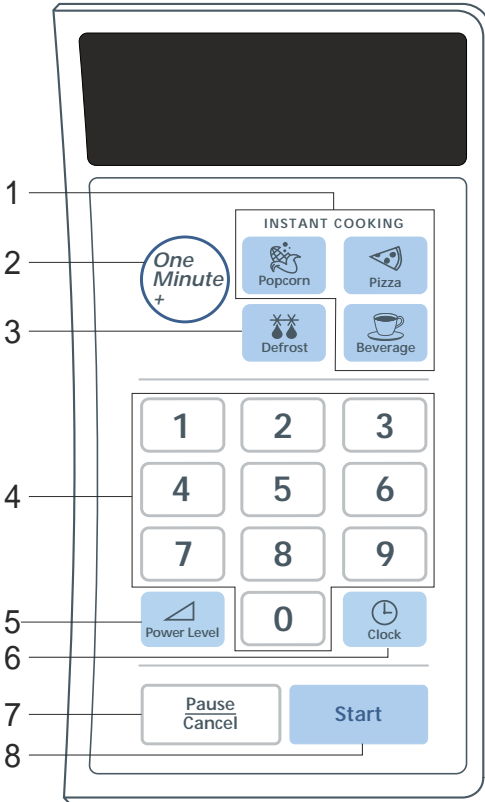 1
INSTANT COOKING
2
One
Minute
+
Popcorn
Pizza
3
Defrost
Beverage
1 2 3
4
4 5 6
7 8 9
5
Power Level
0
Clock
6
7
Pause
Cancel
Start
8